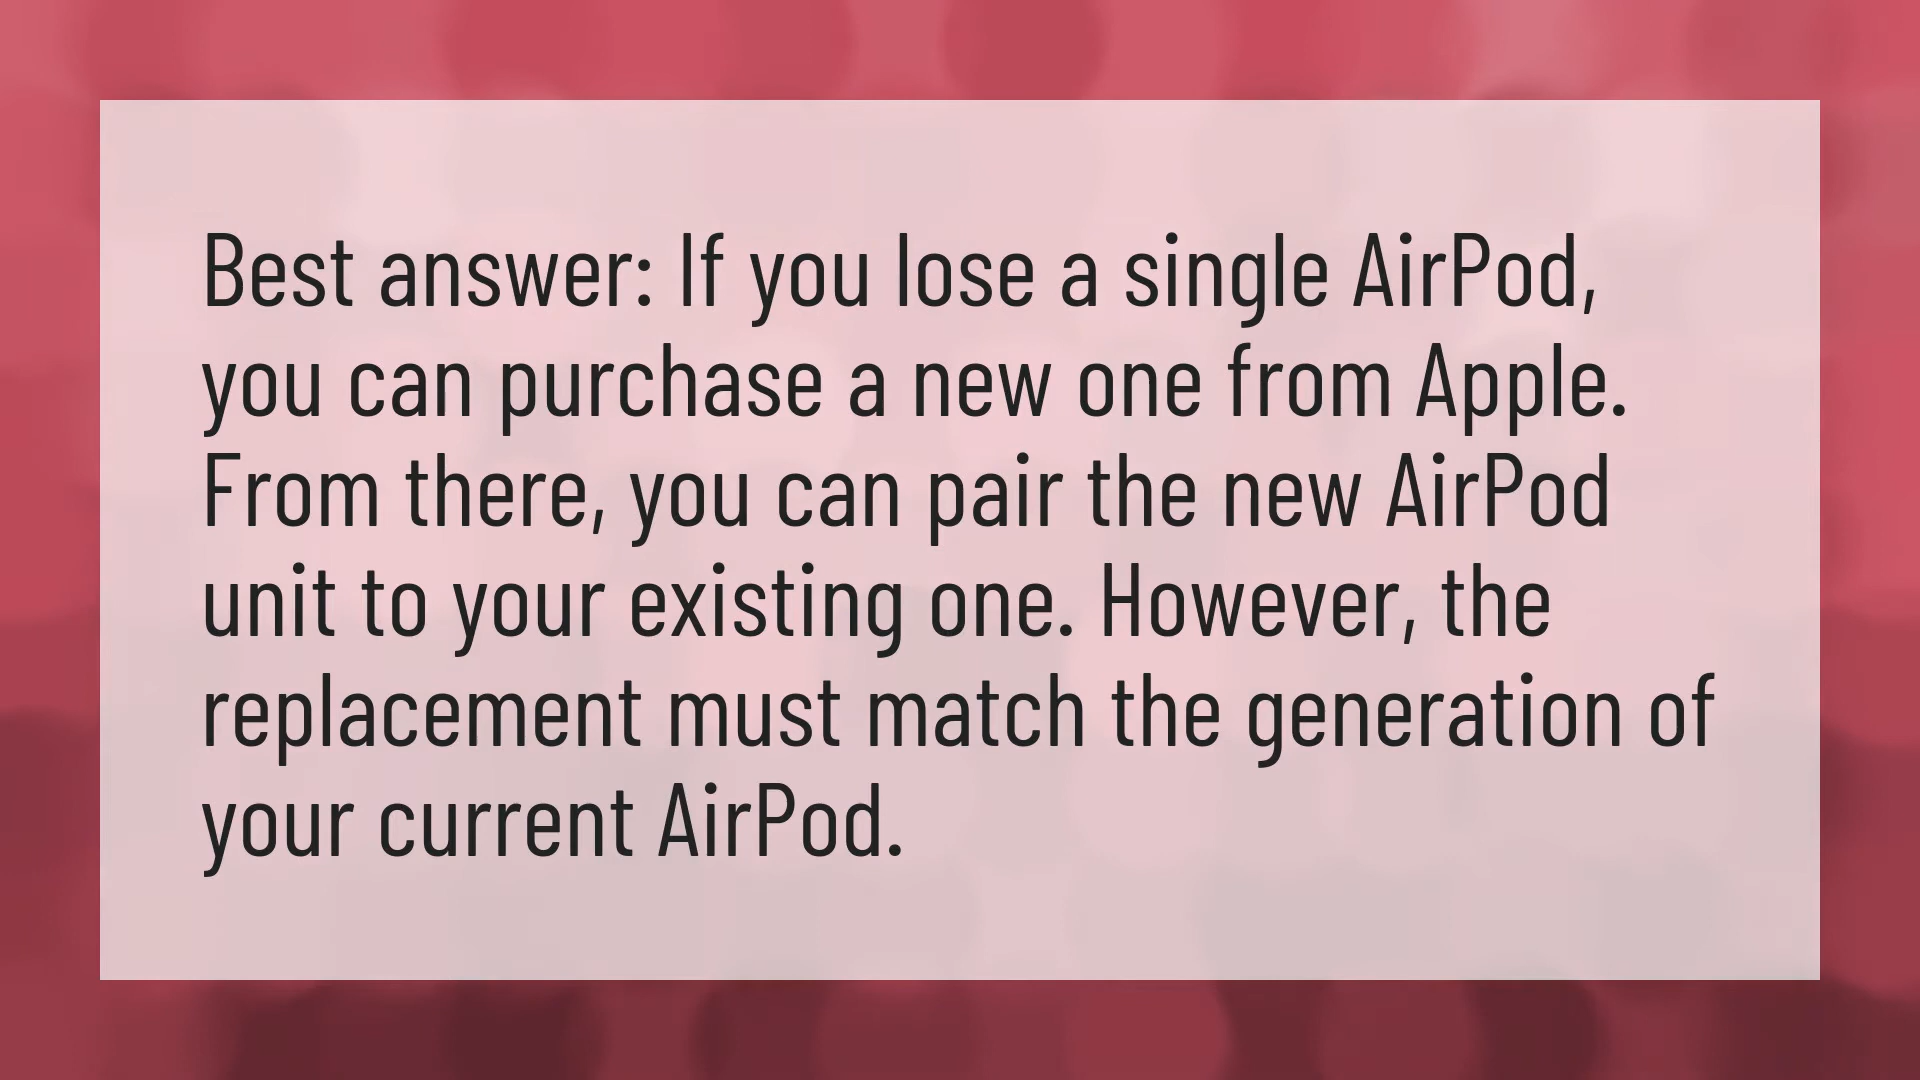 Best answer: If you lose a single AirPod,
you can purchase a new one from Apple.
From there, you can pair the new AirPod
unit to your existing one. However, the
replacement must match the generation of
your current AirPod.